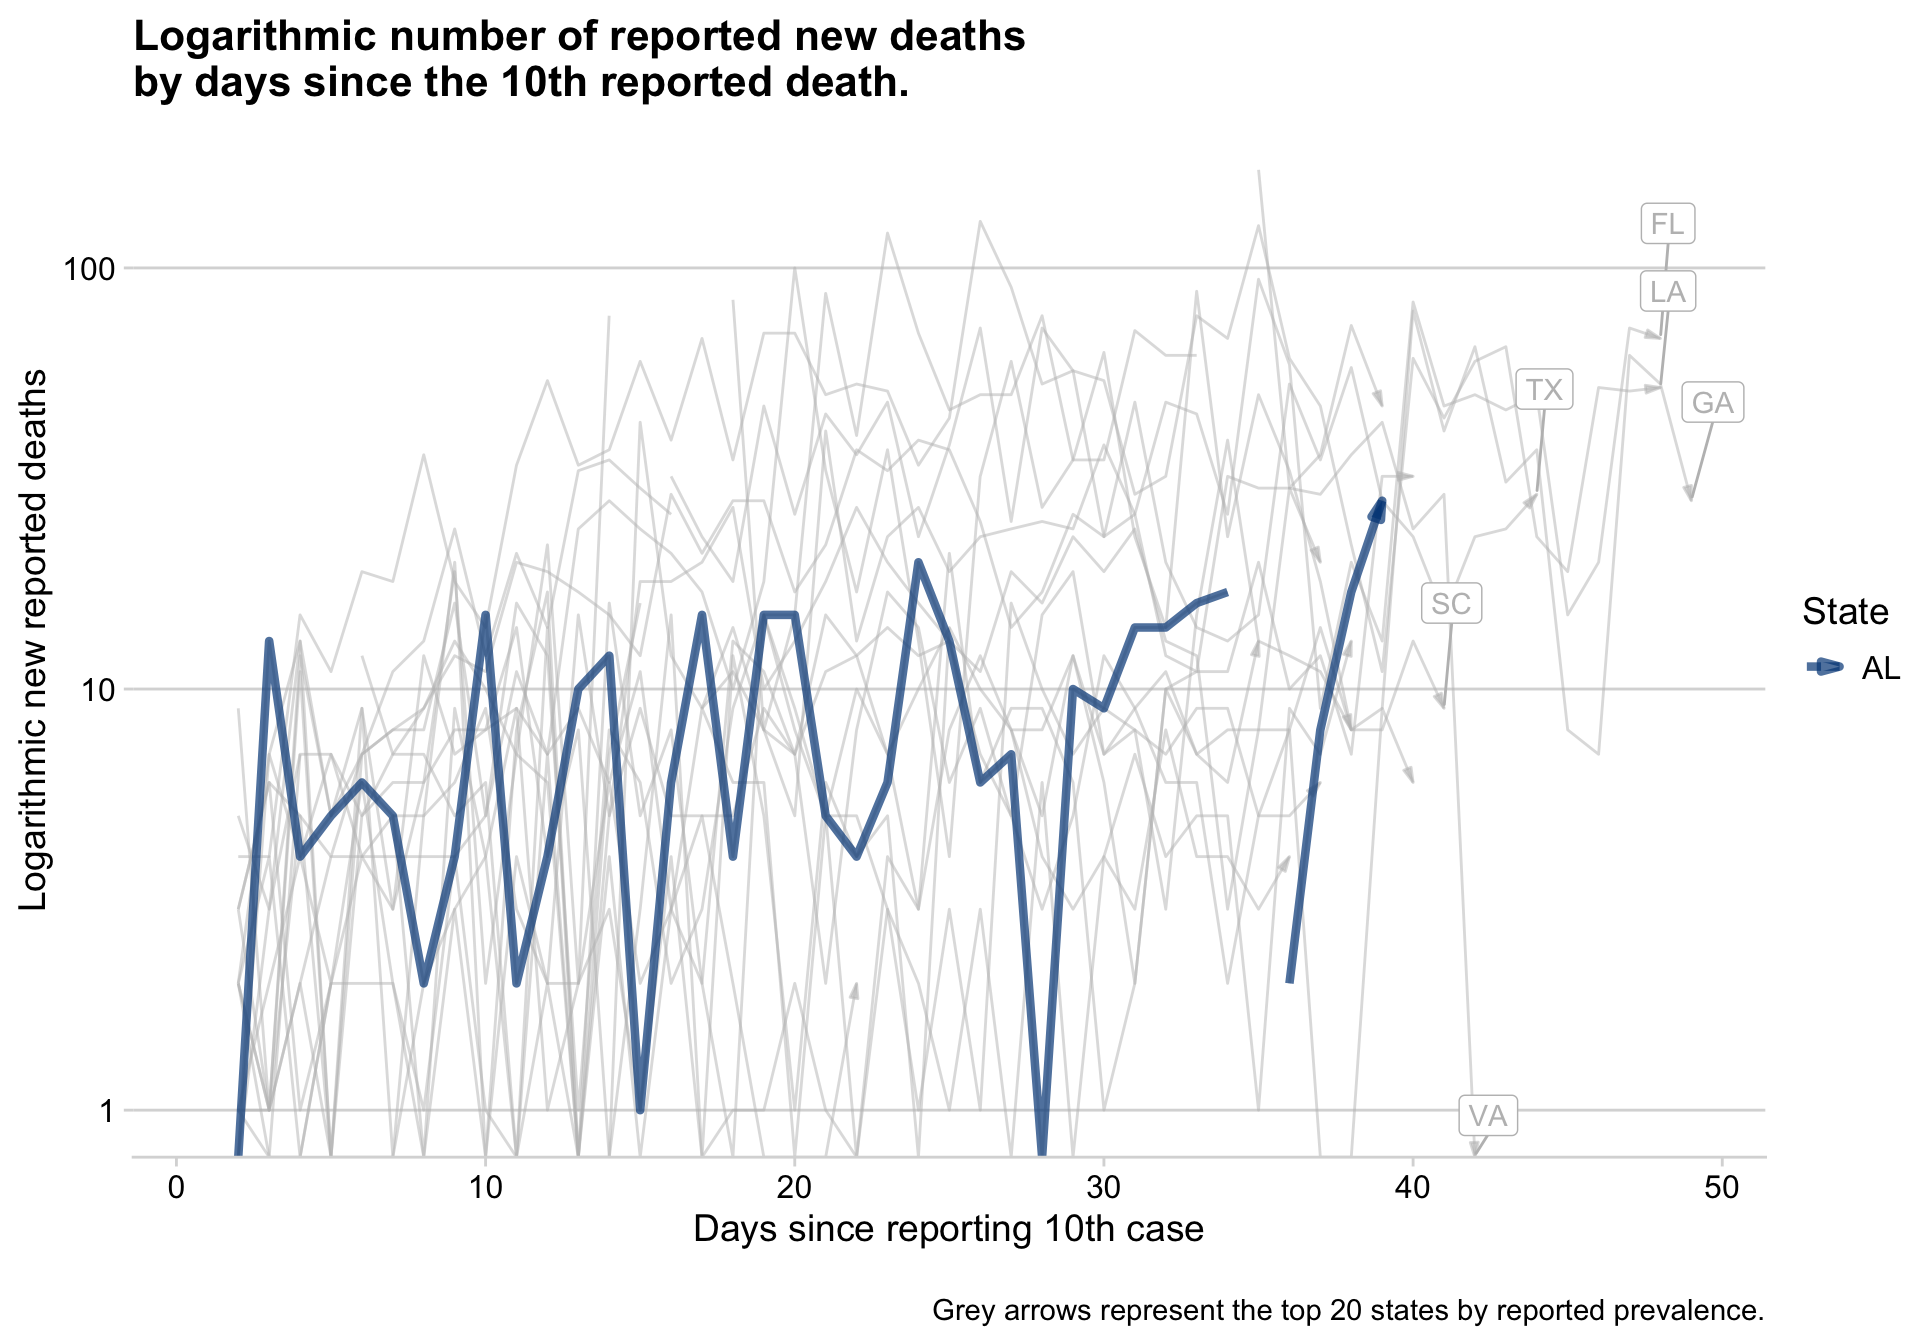 Logarithmic number of reported new deaths
by days since the 10th reported death.
Logarithmic new reported deaths
100
10
1
FL
LA
TX
GA
SC
VA
State
AL
0 10 20 30 40 50
Days since reporting 10th case
Grey arrows represent the top 20 states by reported prevalence.